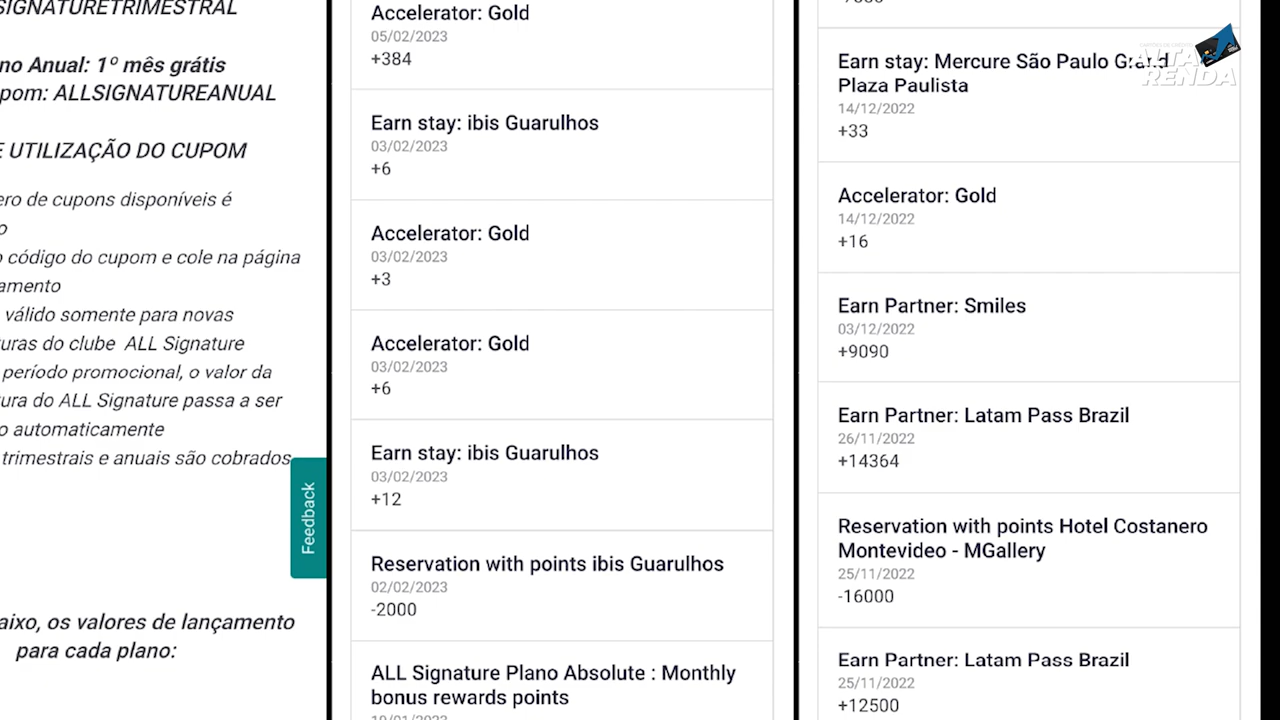 SIGNATURETRIMESTRAL
no Anual: 1º mês grátis
pom: ALLSIGNATUREANUAL
E UTILIZAÇÃO DO CUPOM
ero de cupons disponíveis é
o
o código do cupom e cole na página
amento
válido somente para novas
uras do clube ALL Signature
período promocional, o valor da
ura do ALL Signature passa a ser
o automaticamente
trimestrais e anuais são cobrados
Feedback
aixo, os valores de lançamento
para cada plano:
Accelerator: Gold
05/02/2023
+384
Earn stay: ibis Guarulhos
03/02/2023
+6
Accelerator: Gold
03/02/2023
+3
Accelerator: Gold
03/02/2023
+6
Earn stay: ibis Guarulhos
03/02/2023
+12
Reservation with points ibis Guarulhos
02/02/2023
-2000
ALL Signature Plano Absolute : Monthly
bonus rewards points
19/01/2023
Earn stay: Mercure São Paulo Grand
Plaza Paulista
14/12/2022
+33
Accelerator: Gold
14/12/2022
+16
Earn Partner: Smiles
03/12/2022
+9090
Earn Partner: Latam Pass Brazil
26/11/2022
+14364
Reservation with points Hotel Costanero
Montevideo - MGallery
25/11/2022
-16000
Earn Partner: Latam Pass Brazil
25/11/2022
+12500
ALTA
RENDA